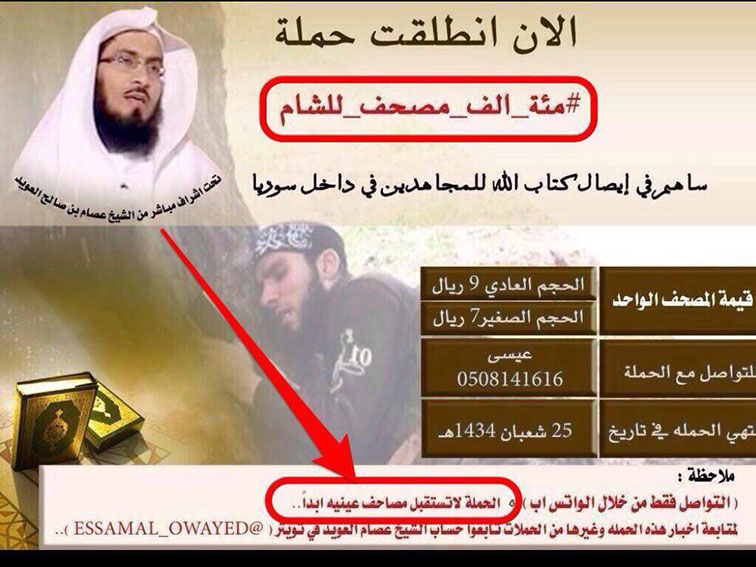 الان انطلقت حملة
#مئة_الف_مصحف_للشام
ساهم في إيصال كتاب الله للمجاهدين في داخل سوريا
تحت اشراف مباشر من الشيخ عصام بن صالح العويد
قيمة المصحف الواحد
الحجم العادي 9 ريال
الحجم الصغير7 ريال
للتواصل مع الحملة
عيسى
0508141616
نتهي الحمله في تاريخ
25 شعبان 1434هـ
10
ملاحظة :
( التواصل فقط من خلال الواتس اب ) و الحملة لاتستقبل مصاحف عينيه ابداً..
لمتابعة اخبار هذه الحمله وغيرها من الحملات تابعوا حساب الشيخ عصام العويد في تويتر ( @ESSAMAL_OWAYED )..